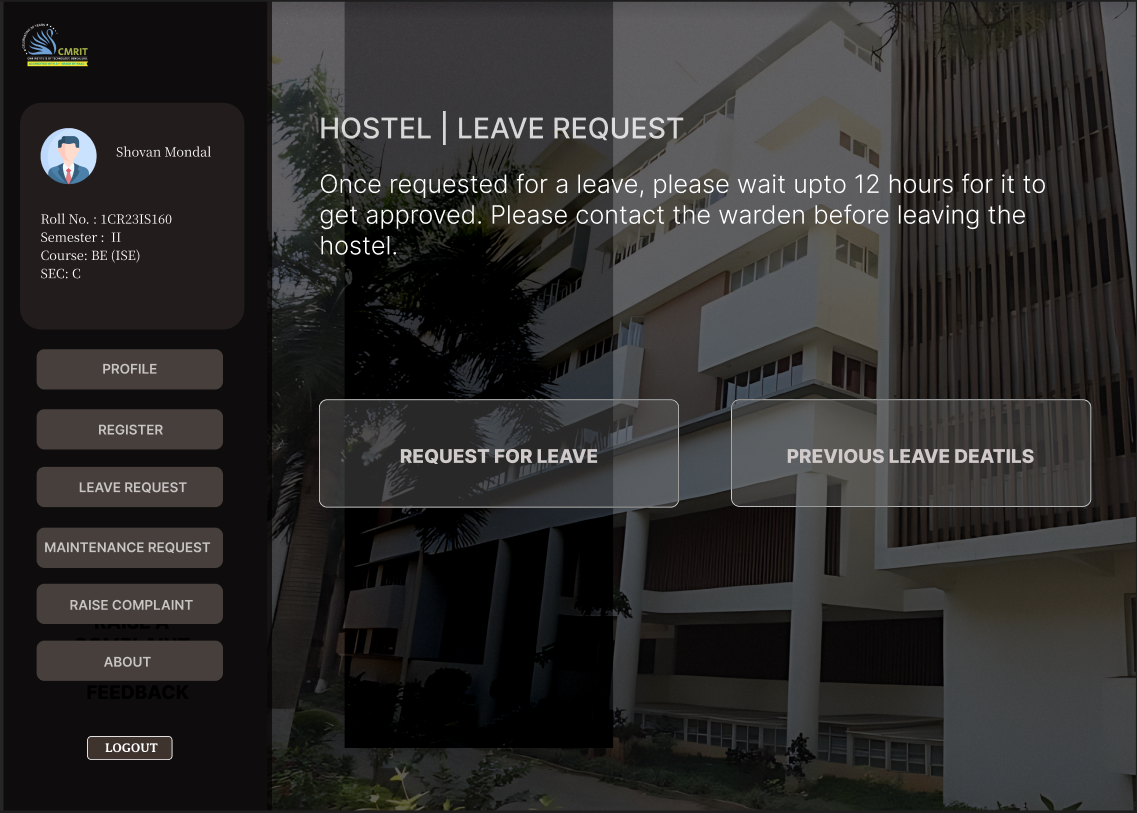 CMRIT
Shovan Mondal
Roll No. : 1CR23IS160
Semester : II
Course: BE (ISE)
SEC: C
PROFILE
REGISTER
LEAVE REQUEST
MAINTENANCE REQUEST
RAISE COMPLAINT
ABOUT
FEEDBACK
LOGOUT
HOSTEL | LEAVE REQUEST
Once requested for a leave, please wait upto 12 hours for it to
get approved. Please contact the warden before leaving the
hostel.
REQUEST FOR LEAVE
PREVIOUS LEAVE DEATILS